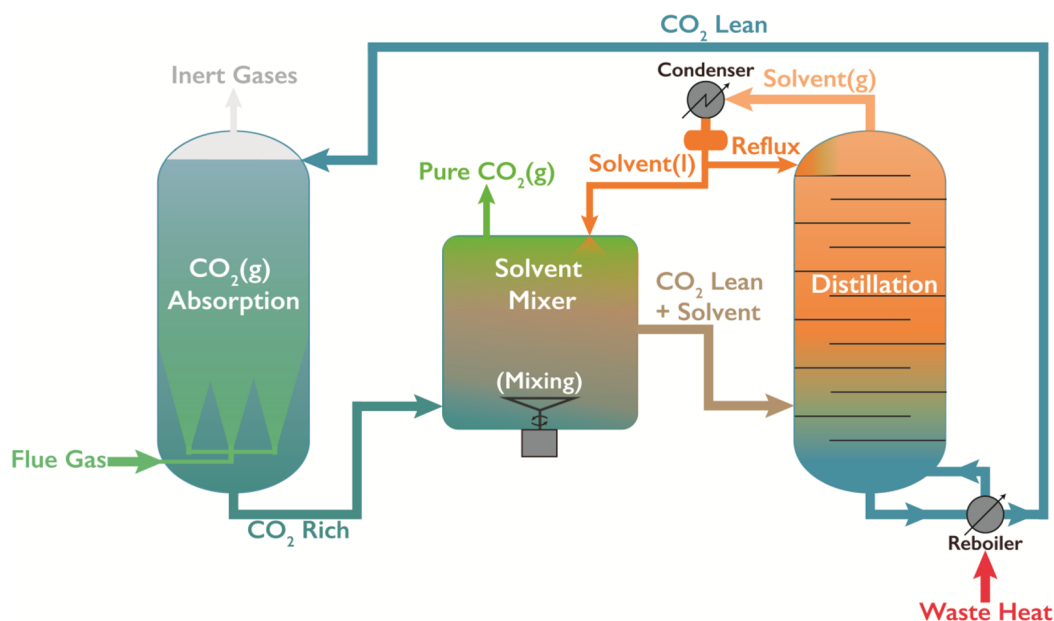 CO₂ Lean
Condenser
Solvent(g)
Inert Gases
Reflux
Solvent(l)
Pure CO₂(g)
CO₂(g)
Absorption
Solvent
Mixer
CO₂ Lean
+ Solvent
Distillation
(Mixing)
Flue Gas
CO₂ Rich
Reboiler
Waste Heat